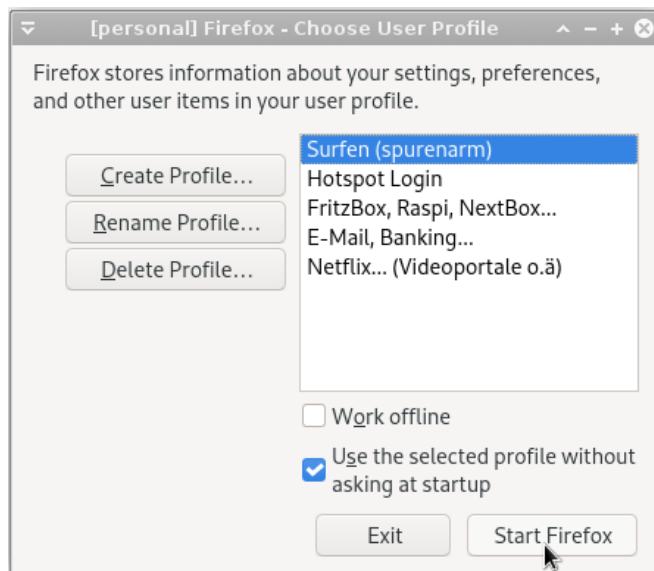 [personal] Firefox - Choose User Profile
Firefox stores information about your settings, preferences,
and other user items in your user profile.
Create Profile...
Rename Profile...
Delete Profile...
Surfen (spurenarm)
Hotspot Login
FritzBox, Raspi, NextBox...
E-Mail, Banking...
Netflix... (Videoportale o.ä)
Work offline
Use the selected profile without
asking at startup
Exit
Start Firefox